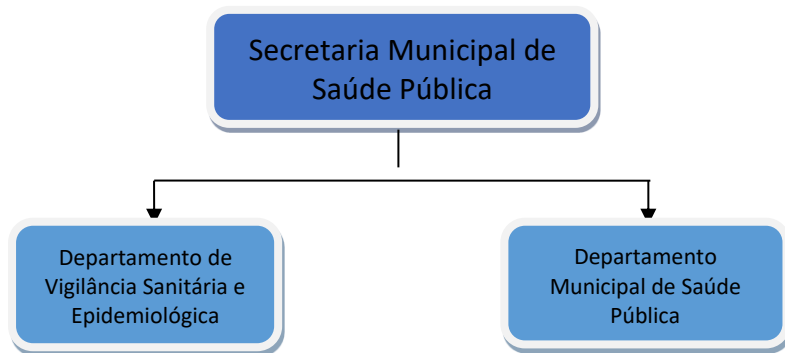 Secretaria Municipal de
Saúde Pública
Departamento de
Vigilância Sanitária e
Epidemiológica
Departamento
Municipal de Saúde
Pública